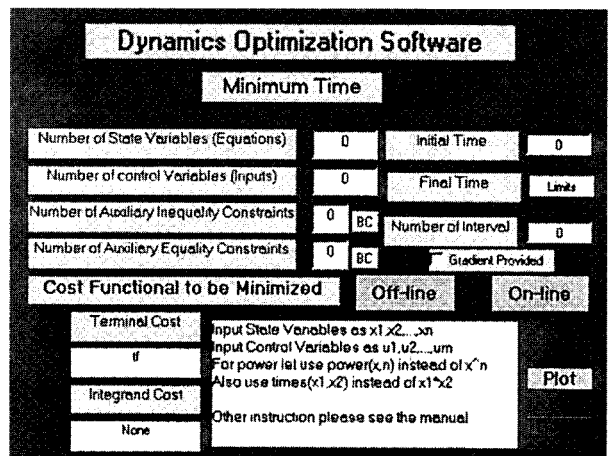 Dynamics Optimization Software
Minimum Time
Number of State Variables (Equations) 0 Initial Time 0
Number of control Variables (Inputs) 0 Final Time Limits
Number of Auxiliary Inequality Constraints 0 BC Number of Interval 0
Number of Auxiliary Equality Constraints 0 BC Gradient Provided
Cost Functional to be Minimized Off-line On-line
Terminal Cost
tf
Integrand Cost
None
Input State Variables as x1,x2,...,xn
Input Control Variables as u1,u2,...,um
For power let use power(x,n) instead of x^n
Also use times(x1,x2) instead of x1*x2
Other instruction please see the manual
Plot